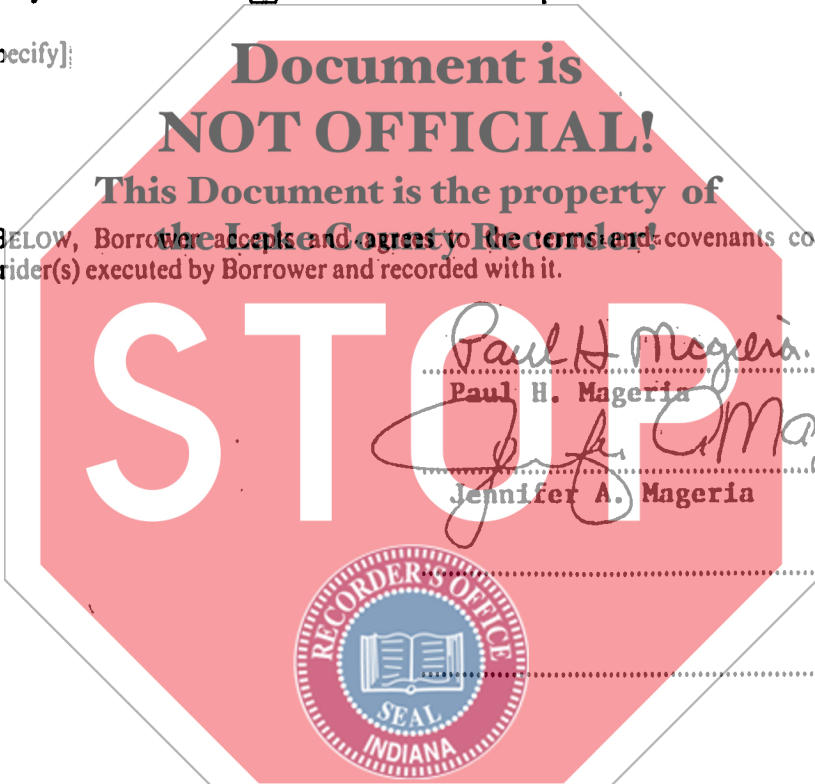 pecify]
Document is
NOT OFFICIAL!
This Document is the property of
the Lake County Recorder!
BELOW, Borrower accepts and agrees to the terms and covenants co
rider(s) executed by Borrower and recorded with it.
STOP
Paul H Mageria
Paul H. Mageria
Jennifer A. Mageria
RECORDER'S OFFICE
SEAL
INDIANA